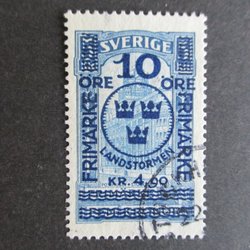 SVERIGE
10
ÖRE ÖRE
FRIMÄRKE FRIMÄRKE
LANDSTORMEN
KR. 4,90